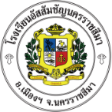 โรงเรียนอัสสัมชัญนครราชสีมา
อ.เมืองฯ จ.นครราชสีมา